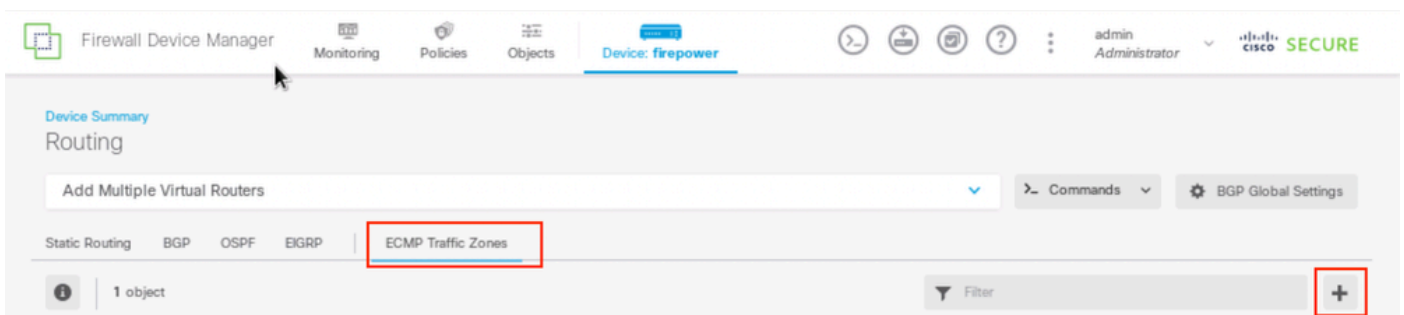 Firewall Device Manager
Monitoring
Policies
Objects
Device: firepower
admin
Administrator
cisco SECURE
Device Summary
Routing
Add Multiple Virtual Routers
>_ Commands
BGP Global Settings
Static Routing BGP OSPF EIGRP ECMP Traffic Zones
1 object
Filter